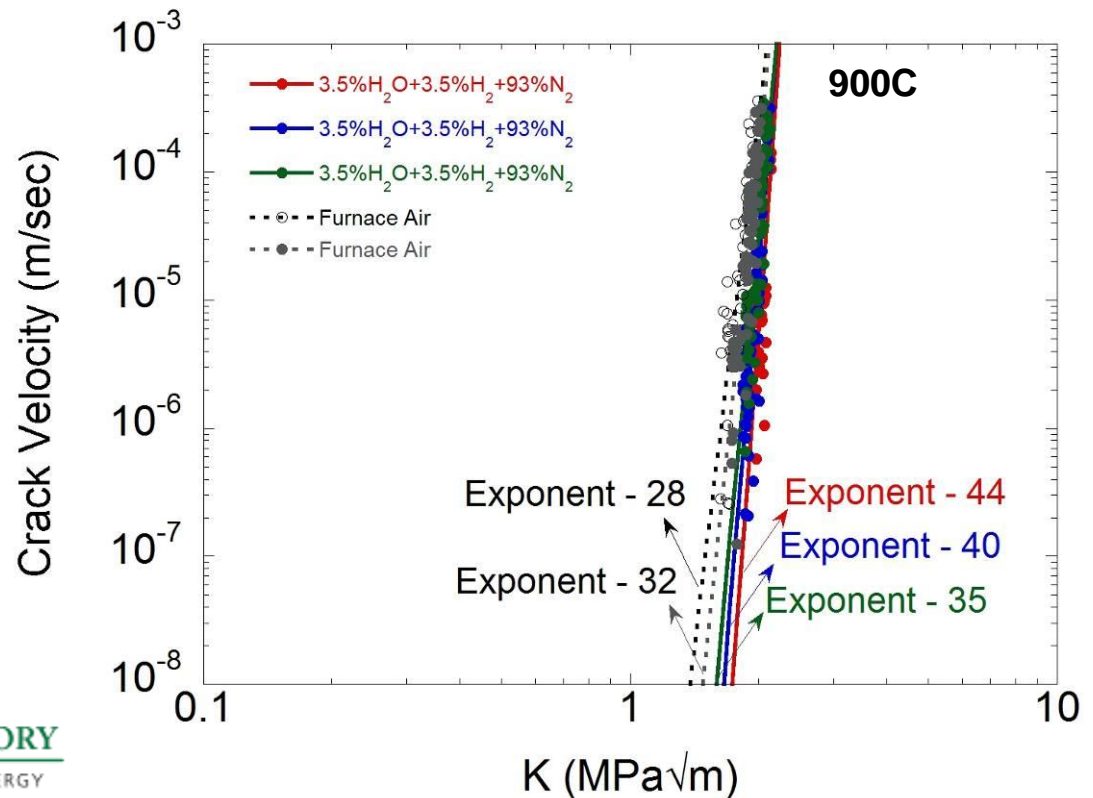 10^-3
900C
3.5%H₂O+3.5%H₂+93%N₂
3.5%H₂O+3.5%H₂+93%N₂
3.5%H₂O+3.5%H₂+93%N₂
Furnace Air
Furnace Air
10^-4
10^-5
10^-6
10^-7
10^-8
Crack Velocity (m/sec)
Exponent - 28
Exponent - 44
Exponent - 40
Exponent - 32
Exponent - 35
0.1
1
10
K (MPa√m)
ORY
ERGY